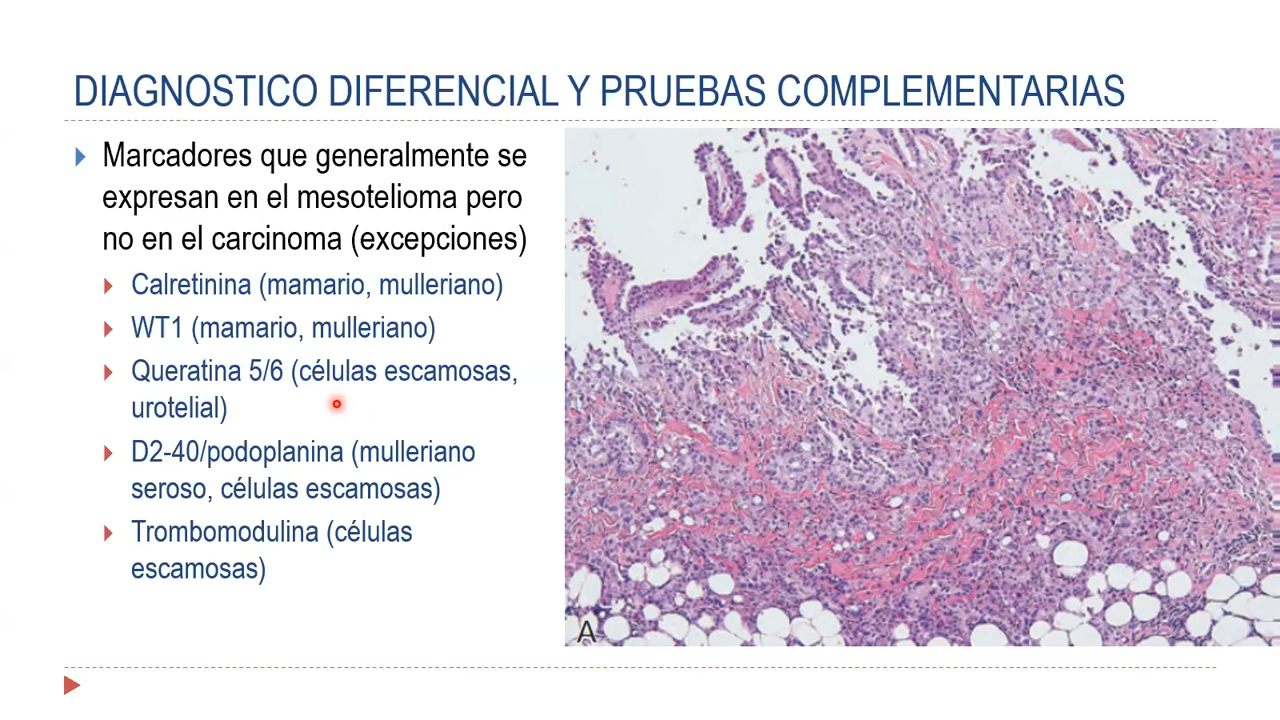 DIAGNOSTICO DIFERENCIAL Y PRUEBAS COMPLEMENTARIAS
Marcadores que generalmente se
expresan en el mesotelioma pero
no en el carcinoma (excepciones)
Calretinina (mamario, mulleriano)
WT1 (mamario, mulleriano)
Queratina 5/6 (células escamosas,
urotelial)
D2-40/podoplanina (mulleriano
seroso, células escamosas)
Trombomodulina (células
escamosas)
A